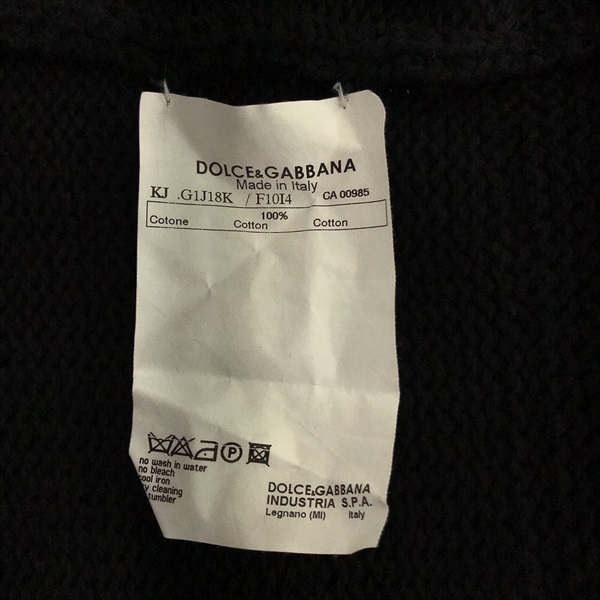 DOLCE&GABBANA
Made in Italy
KJ .G1J18K / F10I4 CA 00985
100%
Cotone Cotton Cotton
P
no wash in water
no bleach
ool iron
y cleaning
tumbler
DOLCE&GABBANA
INDUSTRIA S.P.A.
Legnano (MI) Italy